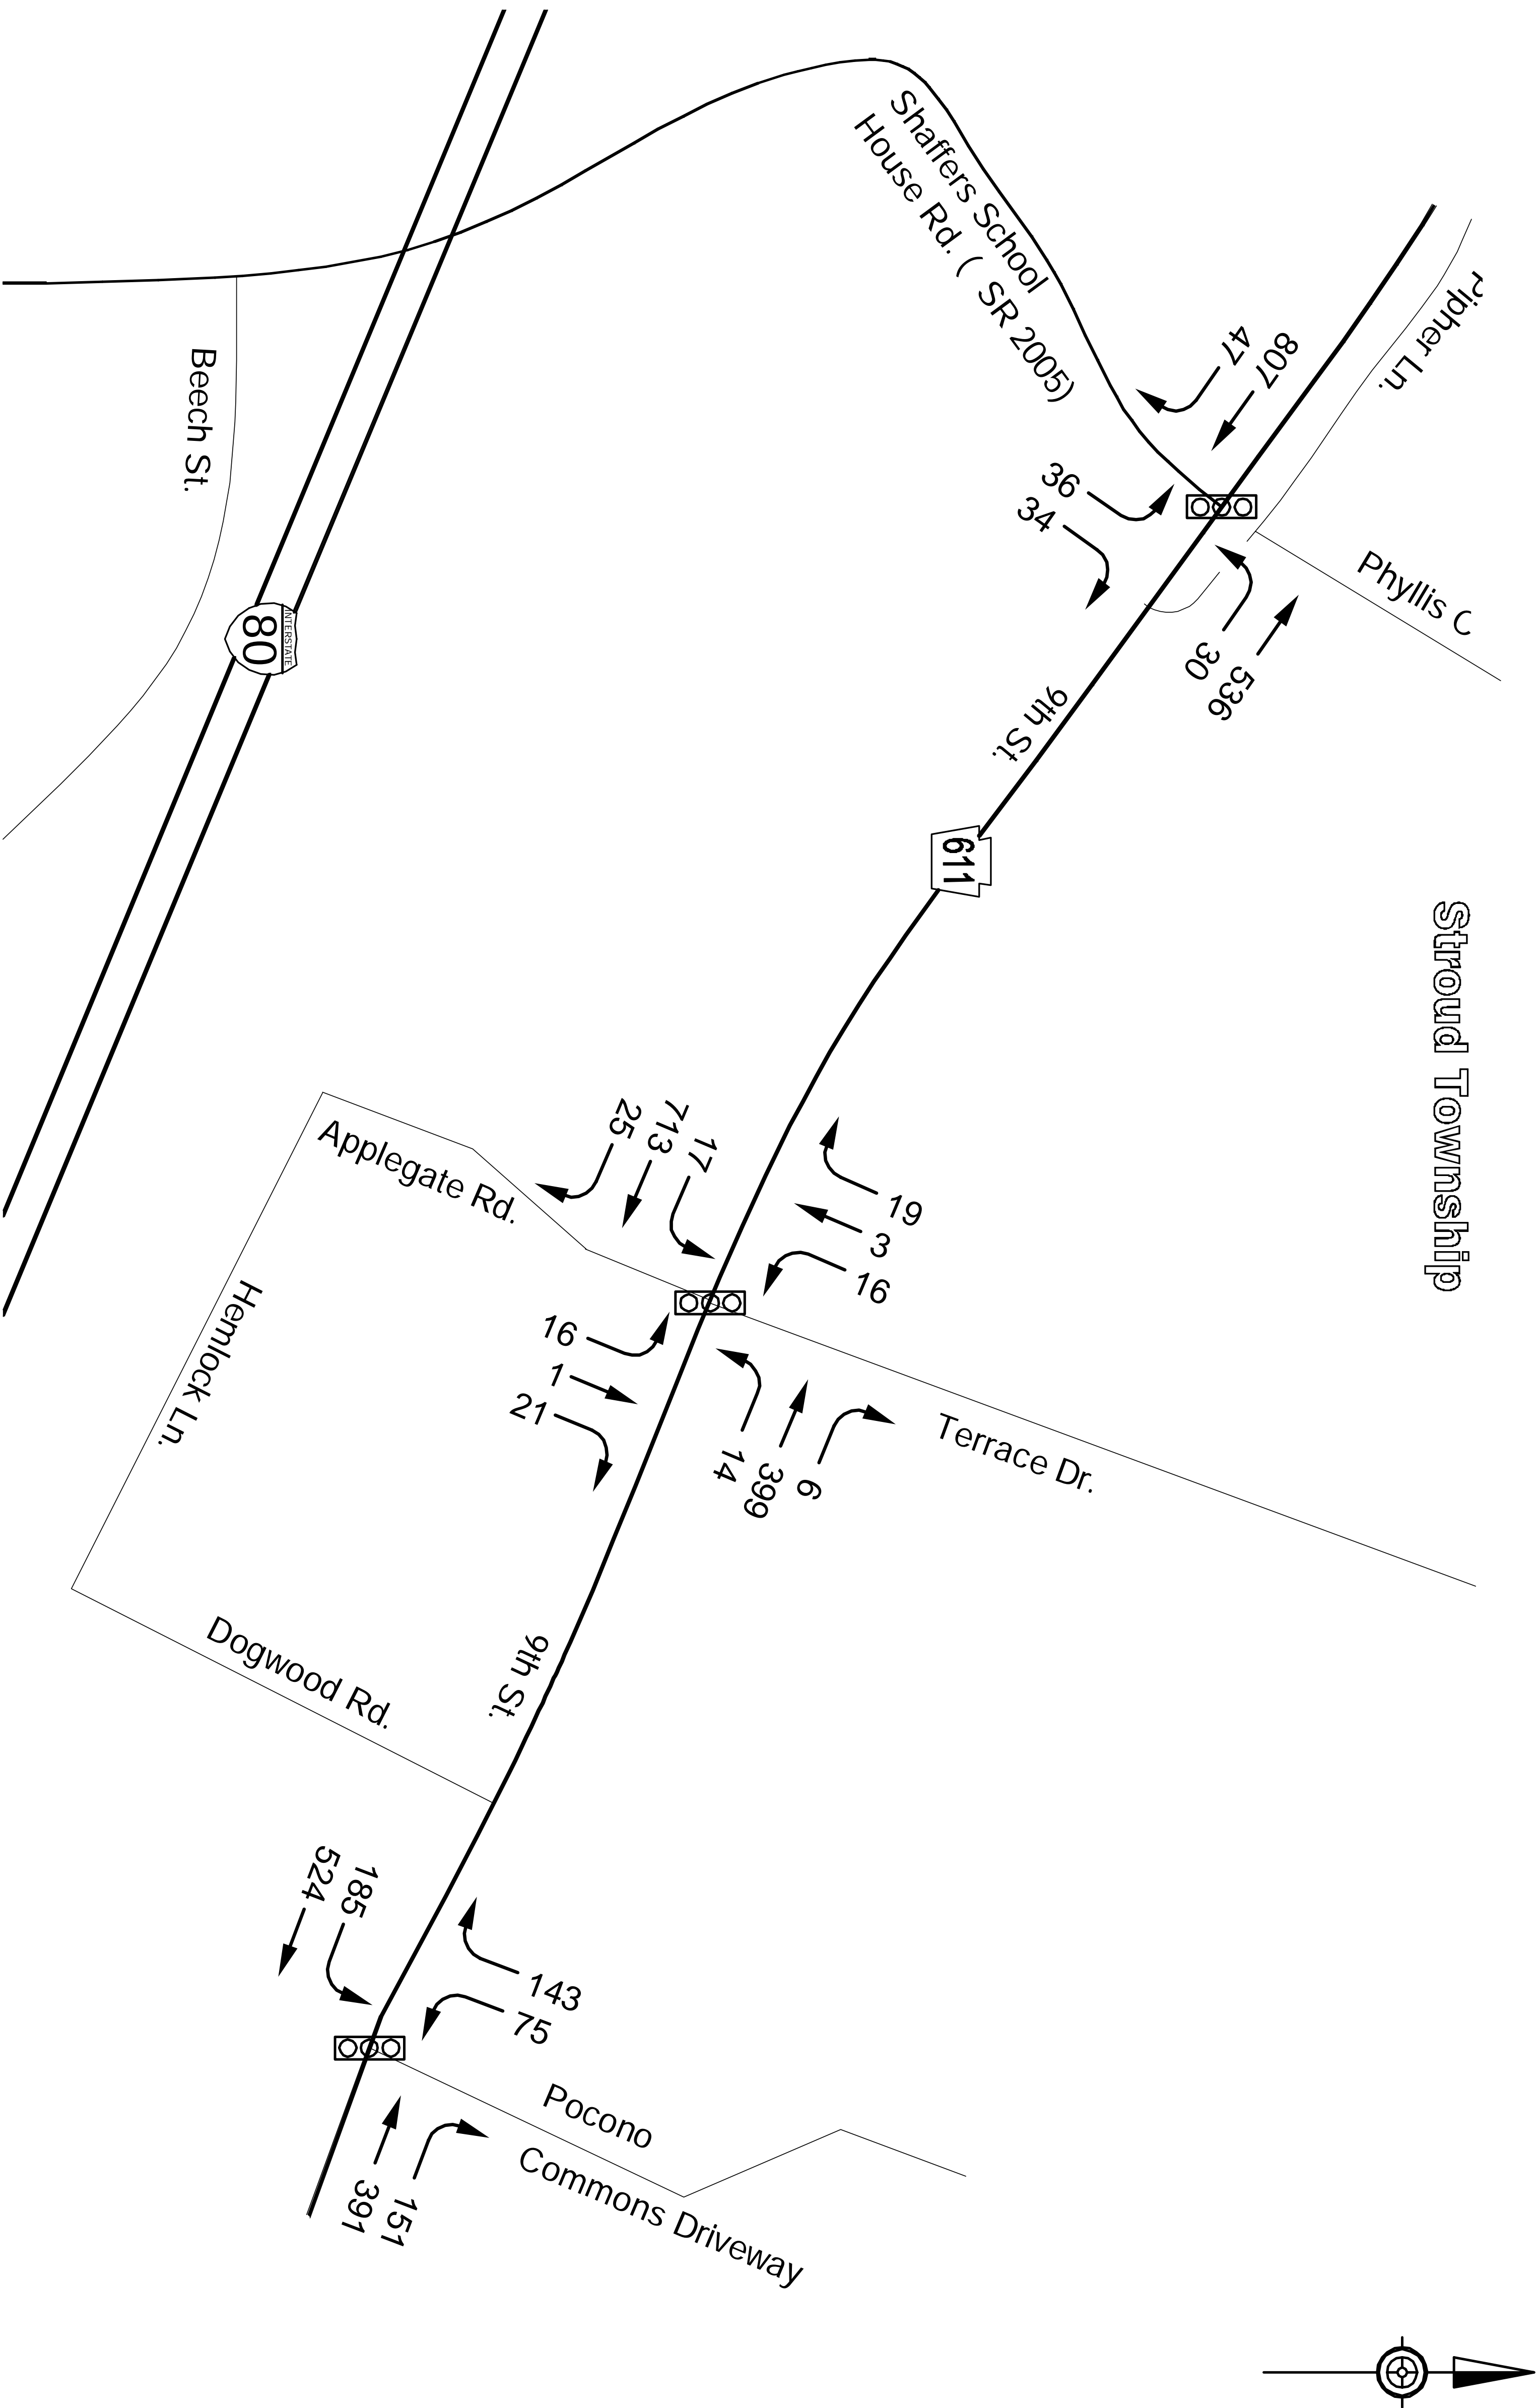 Shaffers School
House Rd. ( SR 2005)
Pipher Ln.
47
807
Beech St.
36
34
Phyllis C
30
536
INTERSTATE
80
9th St.
611
Stroud Township
25
713
17
Applegate Rd.
19
3
16
Hemlock Ln.
16
1
21
14
399
6
Terrace Dr.
Dogwood Rd.
9th St.
524
185
143
75
Pocono
Commons Driveway
391
151